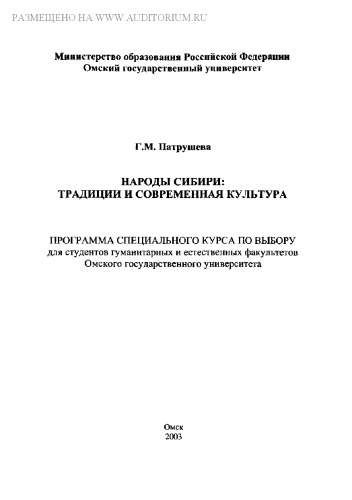 РАЗМЕЩЕНО НА WWW.AUDITORIUM.RU
Министерство образования Российской Федерации
Омский государственный университет
Г.М. Патрушева
НАРОДЫ СИБИРИ:
ТРАДИЦИИ И СОВРЕМЕННАЯ КУЛЬТУРА
ПРОГРАММА СПЕЦИАЛЬНОГО КУРСА ПО ВЫБОРУ
для студентов гуманитарных и естественных факультетов
Омского государственного университета
Омск
2003